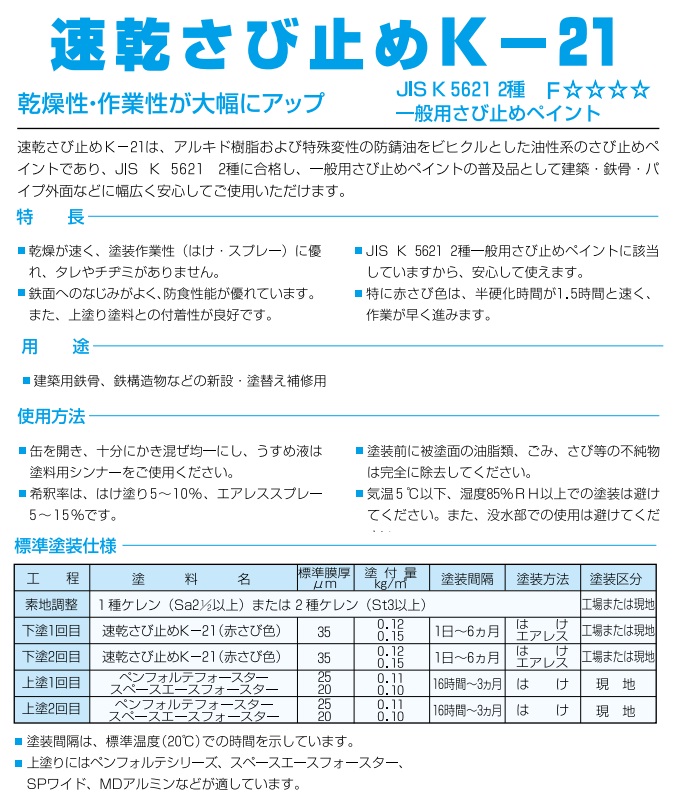 速乾さび止めK－21
乾燥性・作業性が大幅にアップ
JIS K 5621 2種　F☆☆☆☆
一般用さび止めペイント
速乾さび止めK－21は、アルキド樹脂および特殊変性の防錆油をビヒクルとした油性系のさび止めペ
イントであり、JIS K 5621 2種に合格し、一般用さび止めペイントの普及品として建築・鉄骨・パ
イプ外面などに幅広く安心してご使用いただけます。
特　長
■乾燥が速く、塗装作業性（はけ・スプレー）に優
れ、タレやチヂミがありません。
■鉄面へのなじみがよく、防食性能が優れています。
また、上塗り塗料との付着性が良好です。
■JIS K 5621 2種一般用さび止めペイントに該当
していますから、安心して使えます。
■特に赤さび色は、半硬化時間が1.5時間と速く、
作業が早く進みます。
用　途
■建築用鉄骨、鉄構造物などの新設・塗替え補修用
使用方法
■缶を開き、十分にかき混ぜ均一にし、うすめ液は
塗料用シンナーをご使用ください。
■希釈率は、はけ塗り5～10%、エアレススプレー
5～15%です。
■塗装前に被塗面の油脂類、ごみ、さび等の不純物
は完全に除去してください。
■気温5℃以下、湿度85%RH以上での塗装は避け
てください。また、没水部での使用は避けてくだ
標準塗装仕様
工　程　塗　料　名　標準膜厚μm　塗付量kg/㎡　塗装間隔　塗装方法　塗装区分
素地調整　1種ケレン（Sa2½以上）または2種ケレン（St3以上）　工場または現地
下塗1回目　速乾さび止めK－21（赤さび色）　35　0.12 0.15　1日～6ヵ月　はけ エアレス　工場または現地
下塗2回目　速乾さび止めK－21（赤さび色）　35　0.12 0.15　1日～6ヵ月　はけ エアレス　工場または現地
上塗1回目　ペンフォルテフォースター スペースエースフォースター　25 20　0.11 0.10　16時間～3ヵ月　はけ　現地
上塗2回目　ペンフォルテフォースター スペースエースフォースター　25 20　0.11 0.10　16時間～3ヵ月　はけ　現地
■塗装間隔は、標準温度（20℃）での時間を示しています。
■上塗りにはペンフォルテシリーズ、スペースエースフォースター、
SPワイド、MDアルミンなどが適しています。